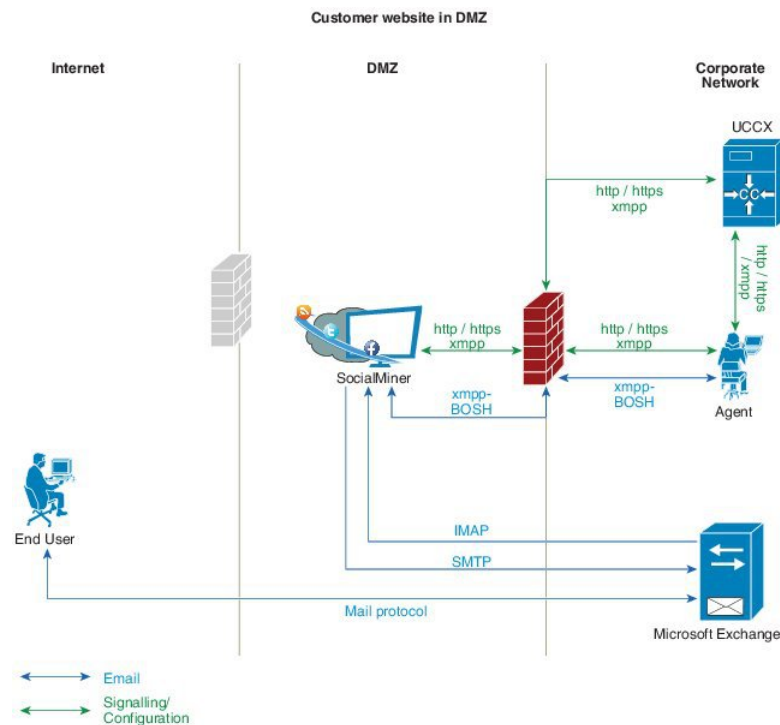 Customer website in DMZ
Internet
DMZ
Corporate
Network
UCCX
CC
http / https
xmpp
http / https
/ xmpp
http / https
xmpp
http / https
xmpp
SocialMiner
xmpp-
BOSH
xmpp-
BOSH
Agent
End User
IMAP
SMTP
Mail protocol
Microsoft Exchange
Email
Signalling/
Configuration